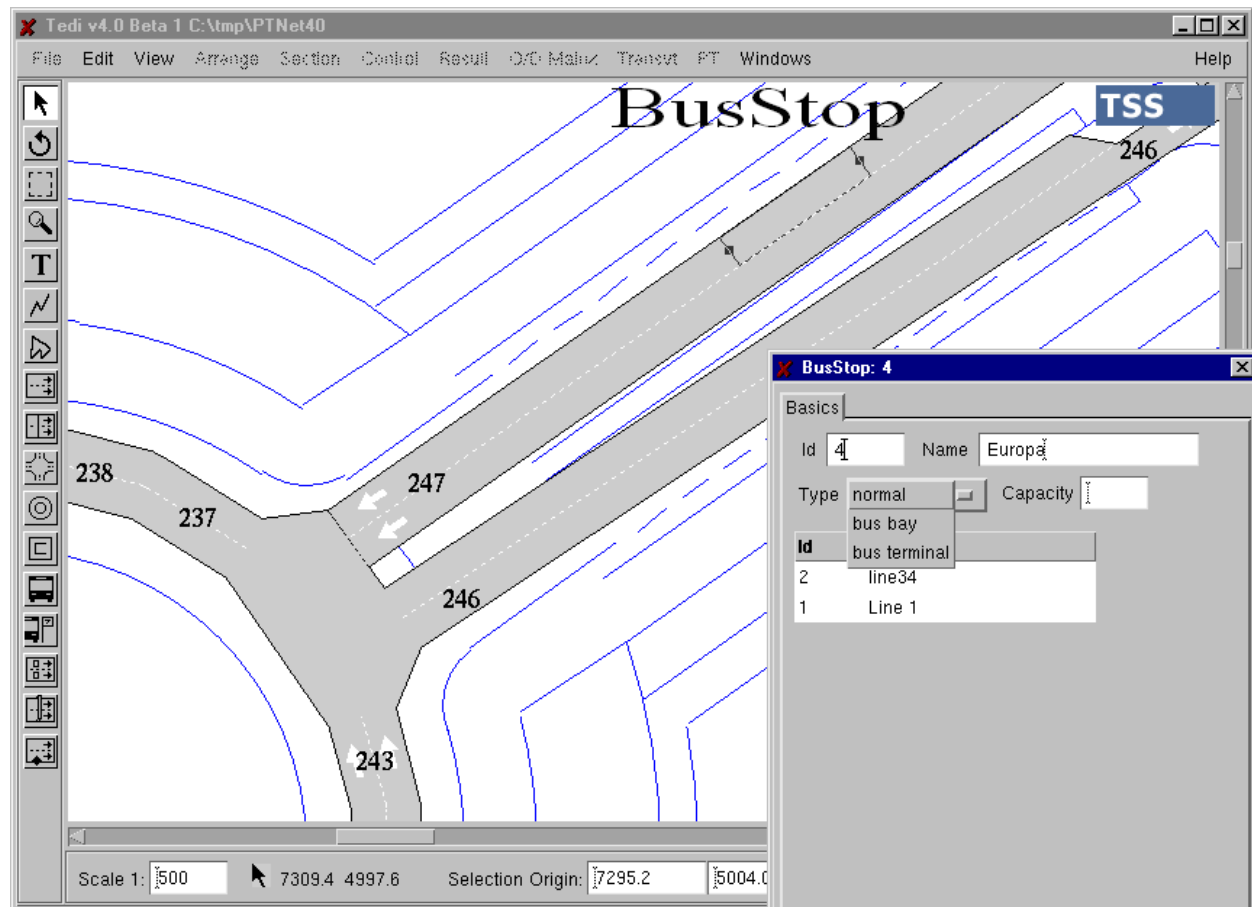 Tedi v4.0 Beta 1 C:\tmp\PTNet40
File Edit View Arrange Section Control Result O/D Matrix Transyt PT Windows Help
BusStop
TSS
246
238
237
247
246
243
BusStop: 4
Basics
Id 4 Name Europa
Type normal Capacity
bus bay
bus terminal
Id
2 line34
1 Line 1
Scale 1: 500 7309.4 4997.6 Selection Origin: 7295.2 5004.0
T